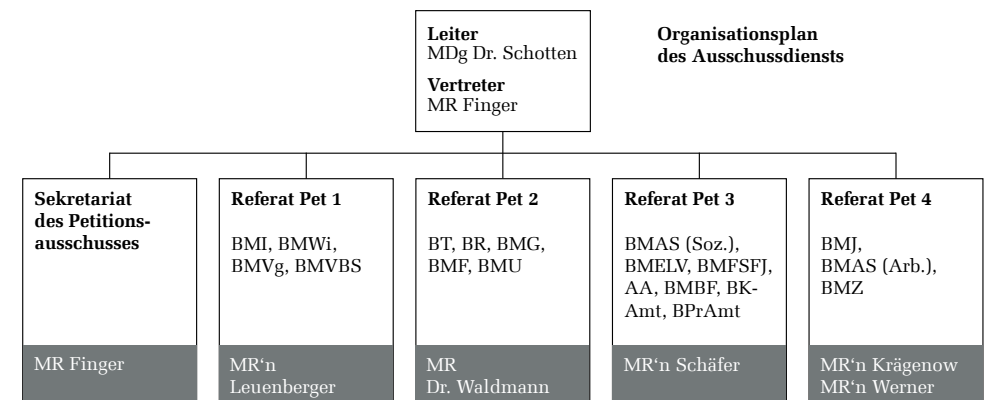 Leiter
MDg Dr. Schotten
Vertreter
MR Finger
Organisationsplan
des Ausschussdiensts
Sekretariat
des Petitions-
ausschusses
MR Finger
Referat Pet 1
BMI, BMWi,
BMVg, BMVBS
MR‘n
Leuenberger
Referat Pet 2
BT, BR, BMG,
BMF, BMU
MR
Dr. Waldmann
Referat Pet 3
BMAS (Soz.),
BMELV, BMFSFJ,
AA, BMBF, BK-
Amt, BPrAmt
MR‘n Schäfer
Referat Pet 4
BMJ,
BMAS (Arb.),
BMZ
MR‘n Krägenow
MR‘n Werner